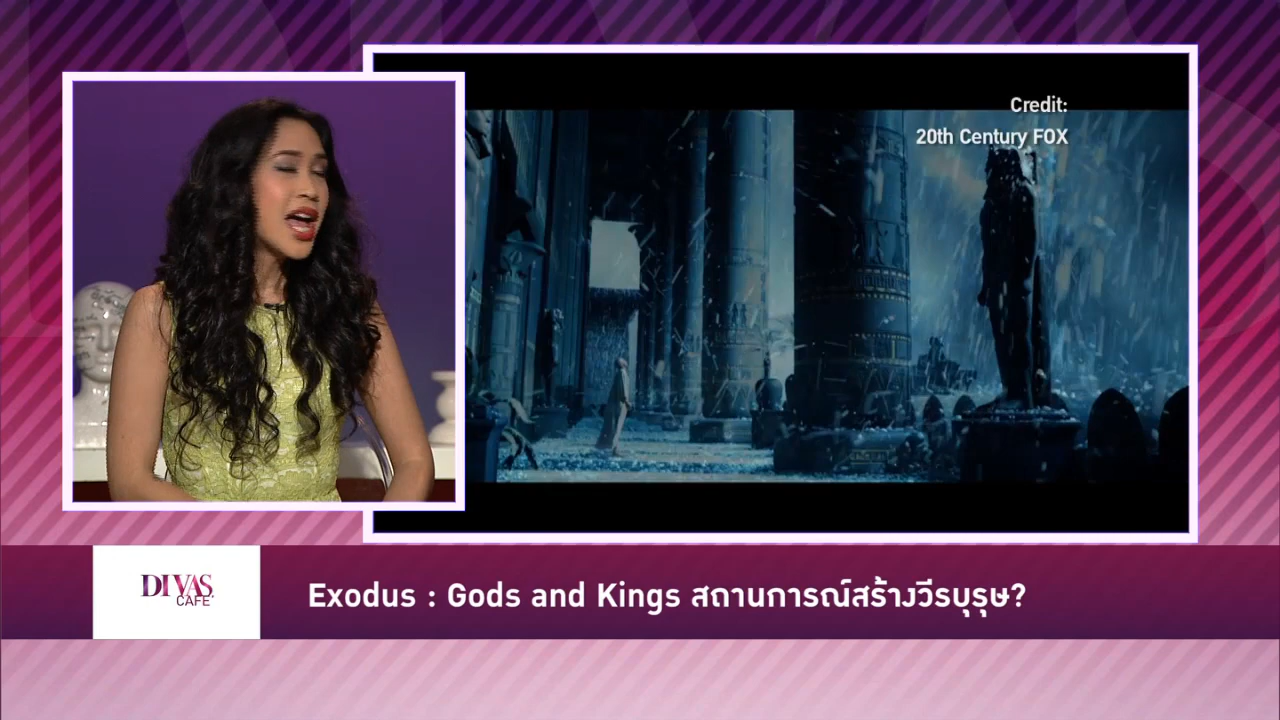 Credit:
20th Century FOX
DIVAS
CAFE
Exodus : Gods and Kings สถานการณ์สร้างวีรบุรุษ?